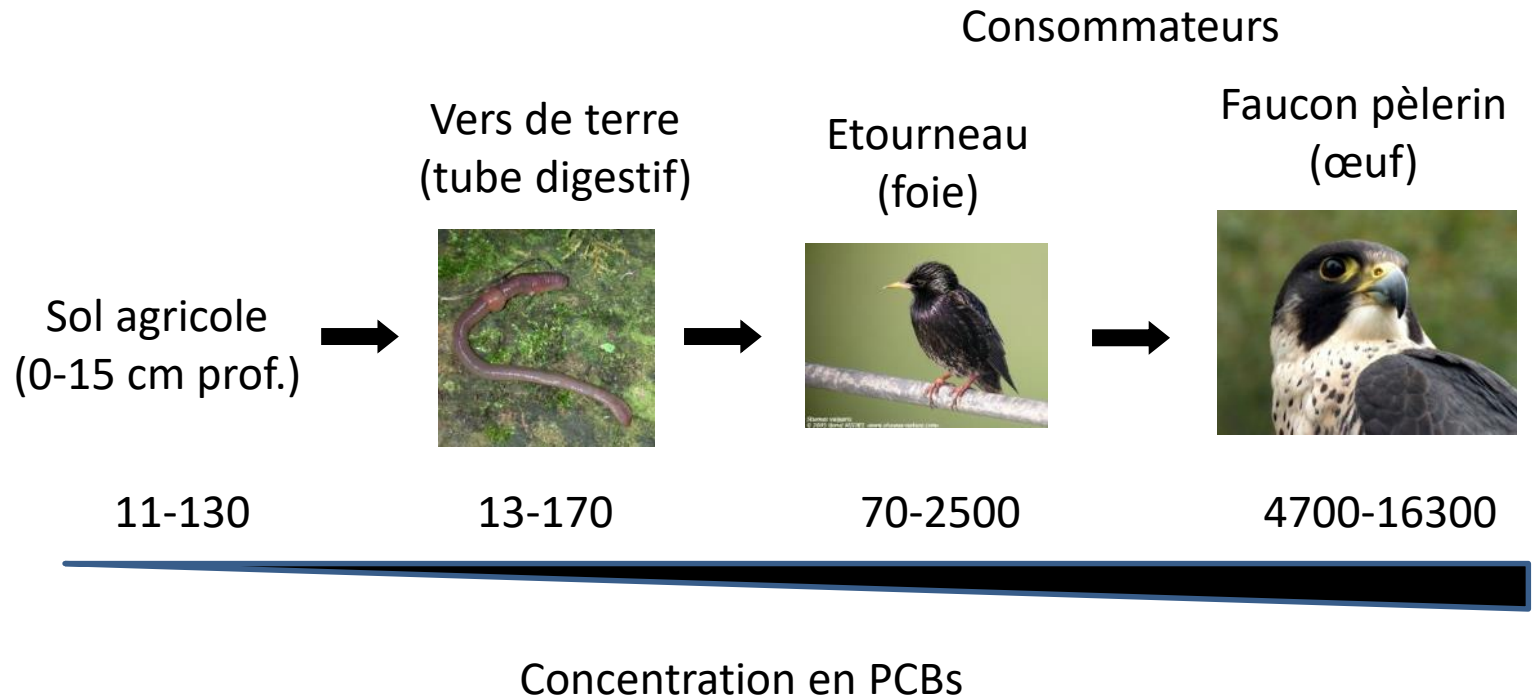 Consommateurs
Vers de terre
(tube digestif)
Etourneau
(foie)
Faucon pèlerin
(œuf)
Sol agricole
(0-15 cm prof.)
11-130
13-170
70-2500
4700-16300
Concentration en PCBs